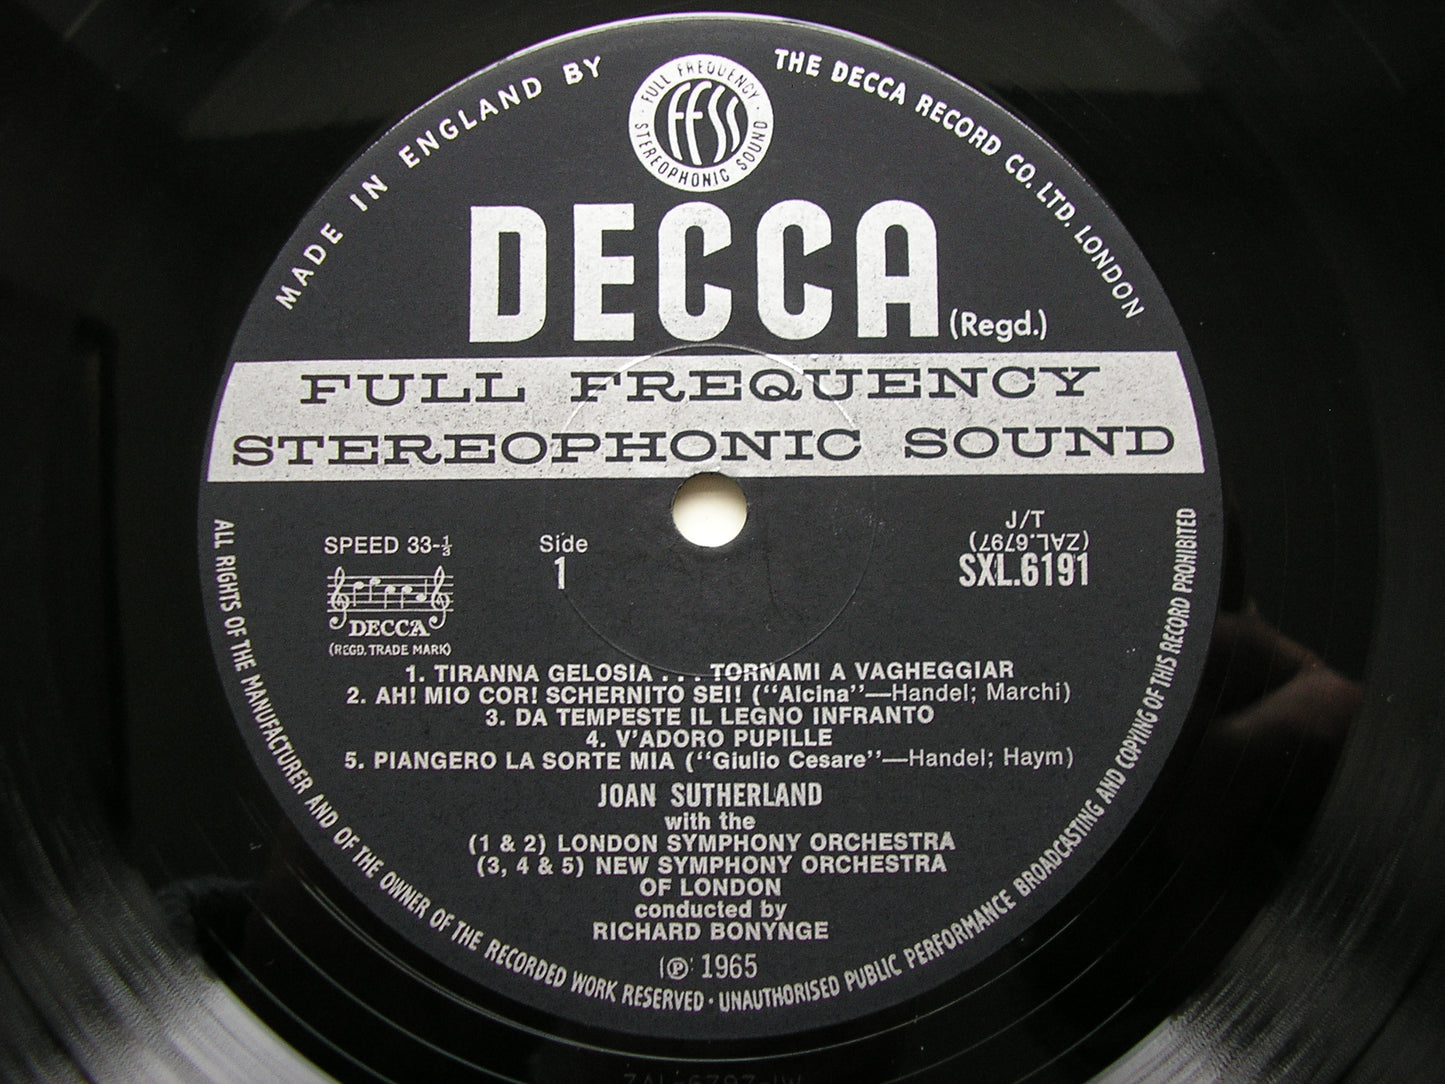 MADE IN ENGLAND BY
THE DECCA RECORD CO. LTD. LONDON
FULL FREQUENCY
ffss
STEREOPHONIC SOUND
DECCA (Regd.)
FULL FREQUENCY
STEREOPHONIC SOUND
SPEED 33-⅓
Side
1
J/T
(ZAL.6797)
SXL.6191
DECCA
(REGD. TRADE MARK)
1. TIRANNA GELOSIA . . . TORNAMI A VAGHEGGIAR
2. AH! MIO COR! SCHERNITO SEI! ("Alcina"—Handel; Marchi)
3. DA TEMPESTE IL LEGNO INFRANTO
4. V'ADORO PUPILLE
5. PIANGERO LA SORTE MIA ("Giulio Cesare"—Handel; Haym)
JOAN SUTHERLAND
with the
(1 & 2) LONDON SYMPHONY ORCHESTRA
(3, 4 & 5) NEW SYMPHONY ORCHESTRA
OF LONDON
conducted by
RICHARD BONYNGE
℗ 1965
ALL RIGHTS OF THE MANUFACTURER AND OF THE OWNER OF THE RECORDED WORK RESERVED · UNAUTHORISED PUBLIC PERFORMANCE BROADCASTING AND COPYING OF THIS RECORD PROHIBITED
ZAL-6797-1W